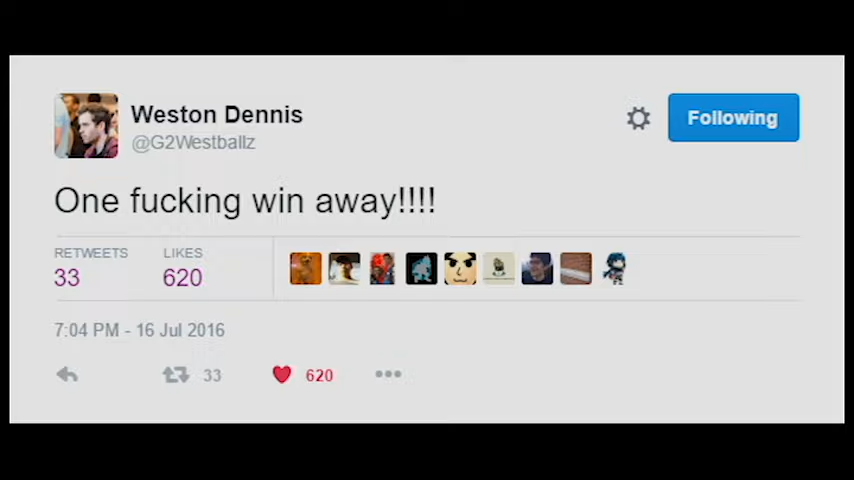 Weston Dennis
@G2Westballz
Following
One fucking win away!!!!
RETWEETS LIKES
33 620
7:04 PM - 16 Jul 2016
33 620